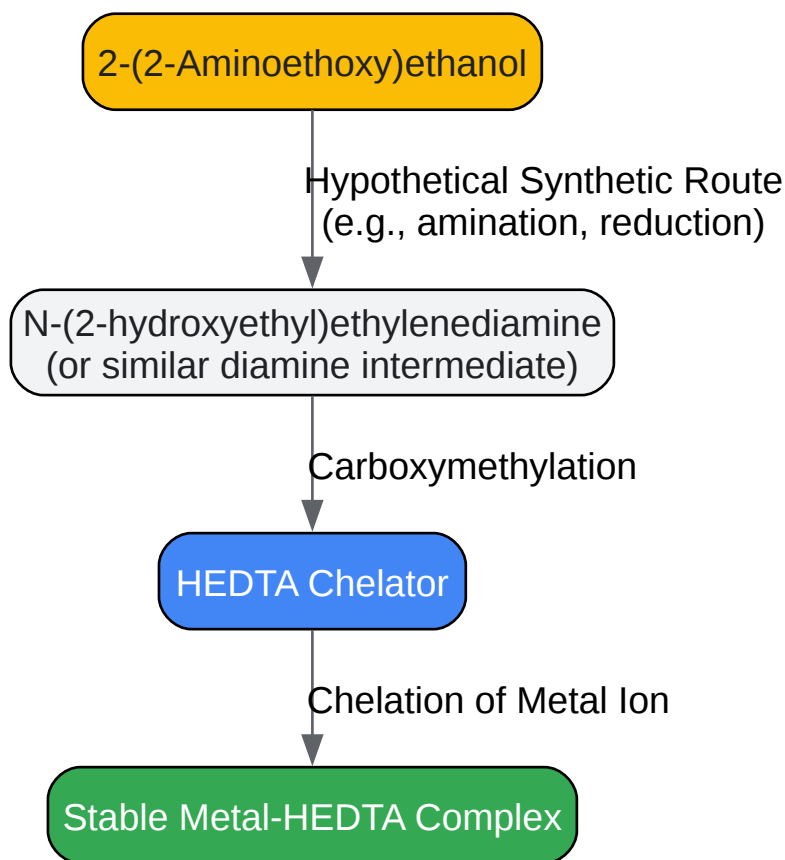 2-(2-Aminoethoxy)ethanol
Hypothetical Synthetic Route
(e.g., amination, reduction)
N-(2-hydroxyethyl)ethylenediamine
(or similar diamine intermediate)
Carboxymethylation
HEDTA Chelator
Chelation of Metal Ion
Stable Metal-HEDTA Complex